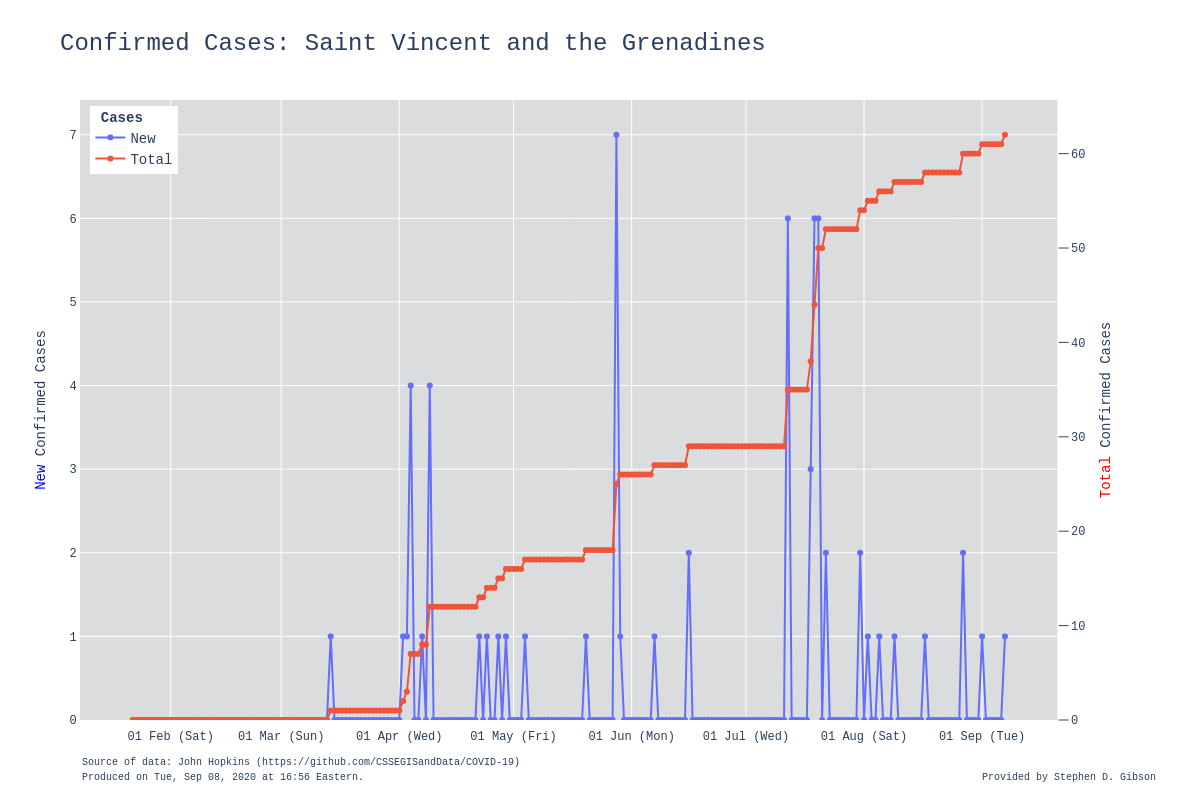 Confirmed Cases: Saint Vincent and the Grenadines
Cases
New
Total
7
6
5
4
3
2
1
0
New Confirmed Cases
60
50
40
30
20
10
0
Total Confirmed Cases
01 Feb (Sat) 01 Mar (Sun) 01 Apr (Wed) 01 May (Fri) 01 Jun (Mon) 01 Jul (Wed) 01 Aug (Sat) 01 Sep (Tue)
Source of data: John Hopkins (https://github.com/CSSEGISandData/COVID-19)
Produced on Tue, Sep 08, 2020 at 16:56 Eastern.
Provided by Stephen D. Gibson